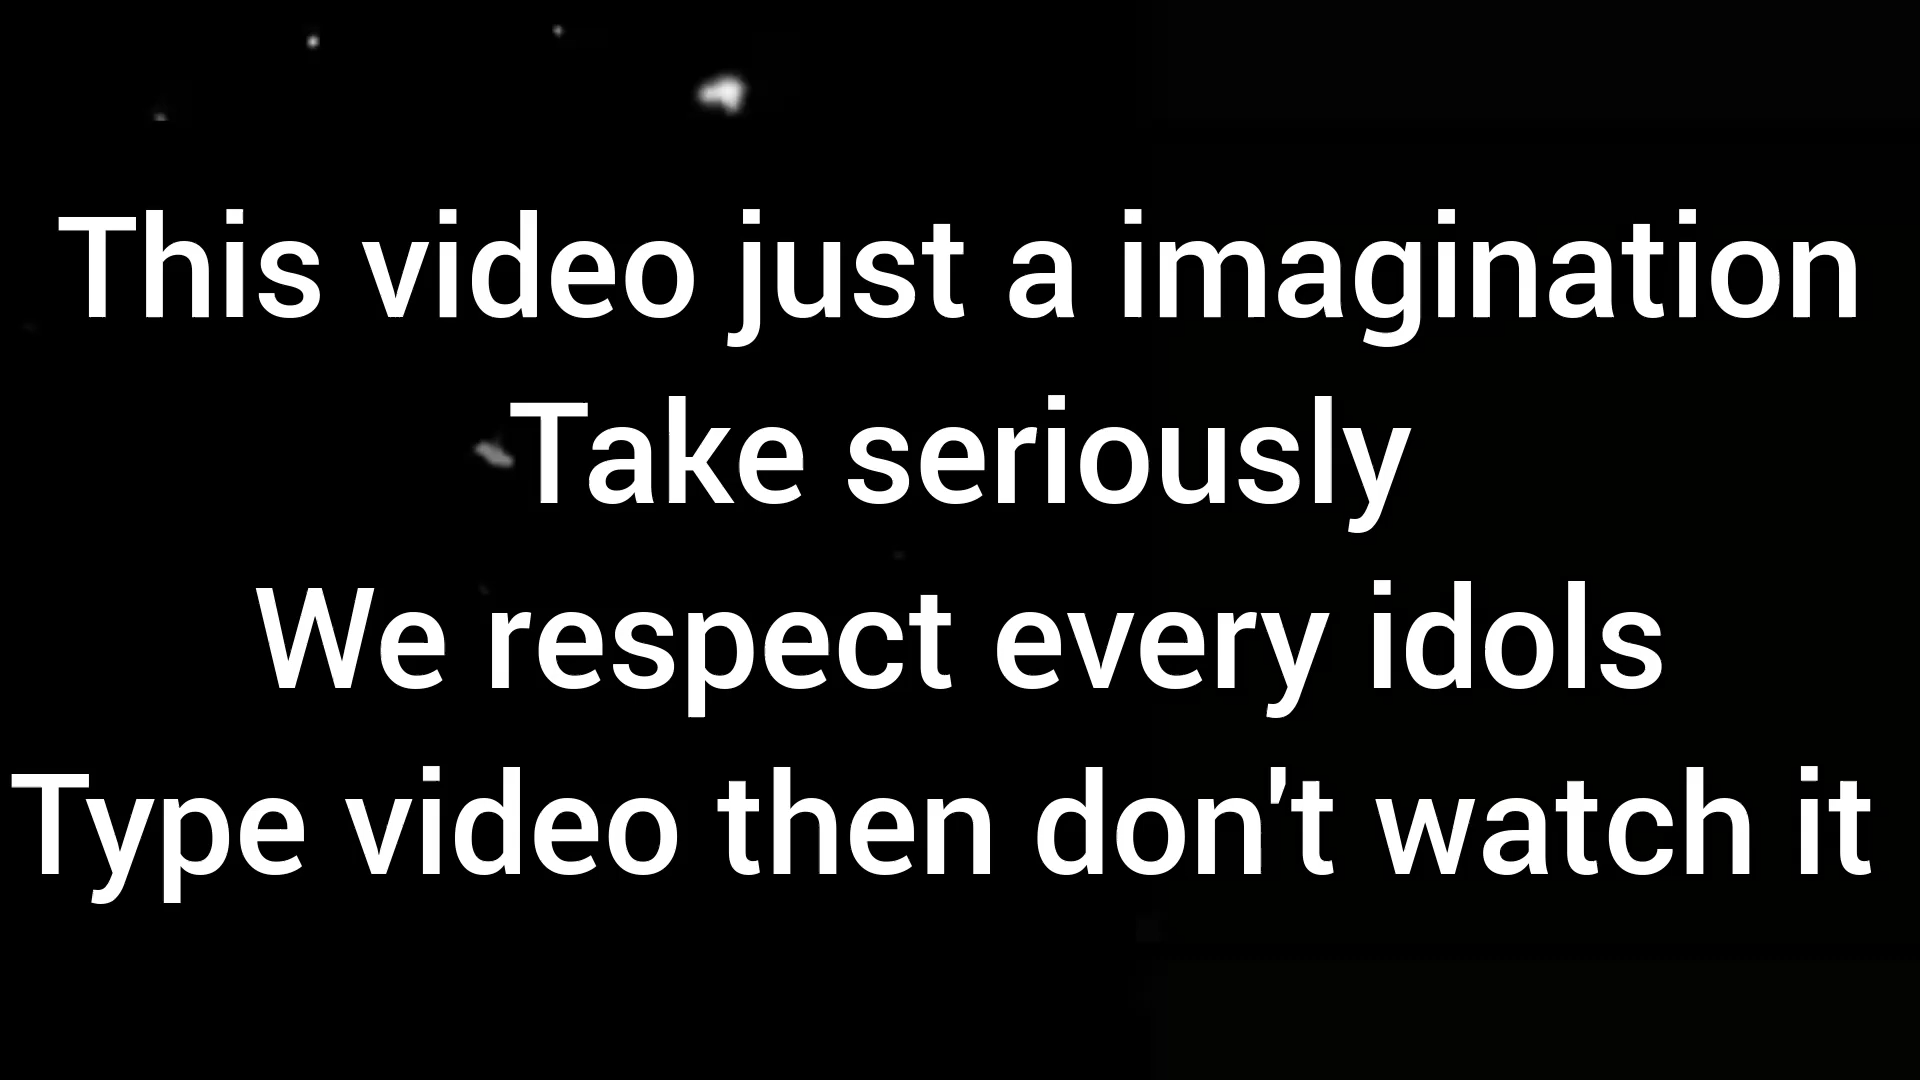 This video just a imagination
Take seriously
We respect every idols
Type video then don't watch it